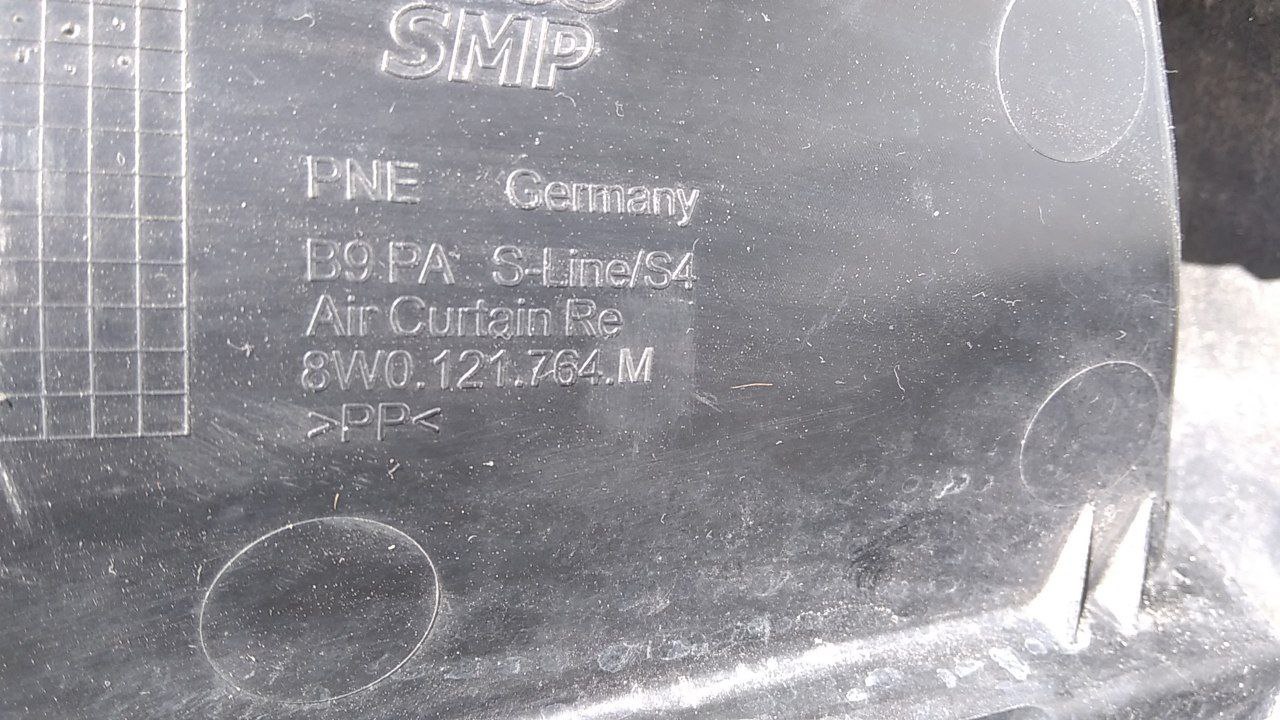 SMP
PNE Germany
B9 PA S-Line/S4
Air Curtain Re
8W0.121.764.M
>PP<